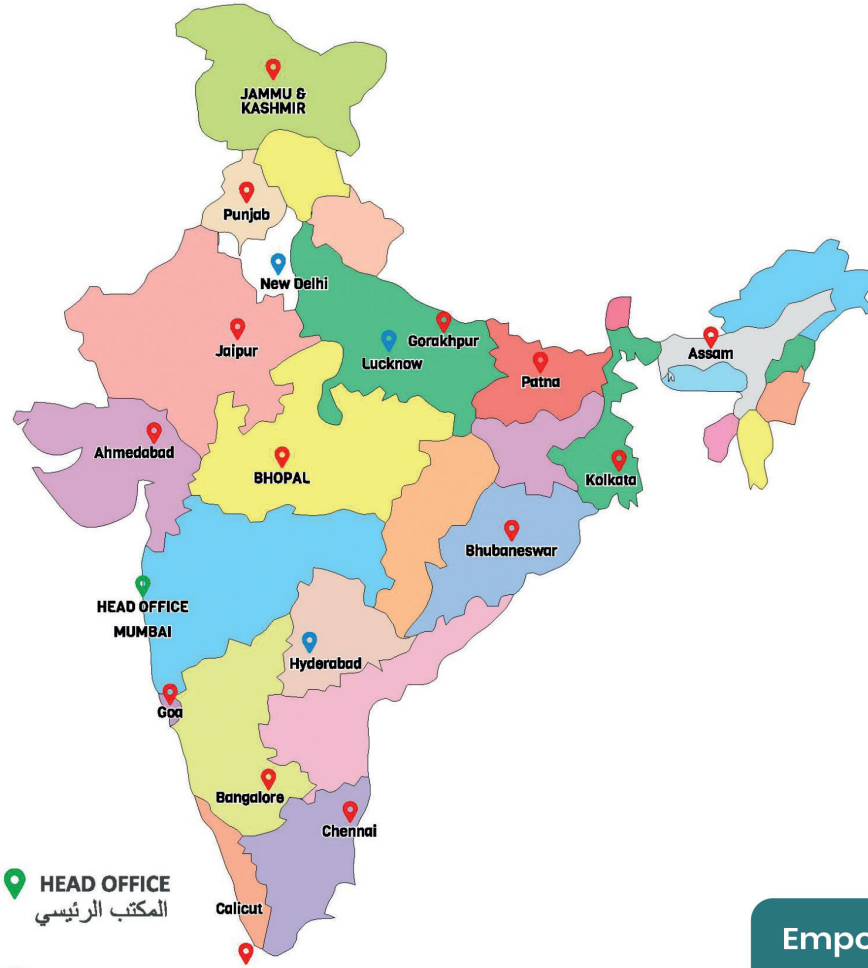 JAMMU &
KASHMIR
Punjab
New Delhi
Jaipur
Gorakhpur
Lucknow
Assam
Patna
Ahmedabad
BHOPAL
Kolkata
Bhubaneswar
HEAD OFFICE
MUMBAI
Hyderabad
Goa
Bangalore
Chennai
HEAD OFFICE
المكتب الرئيسي
Calicut